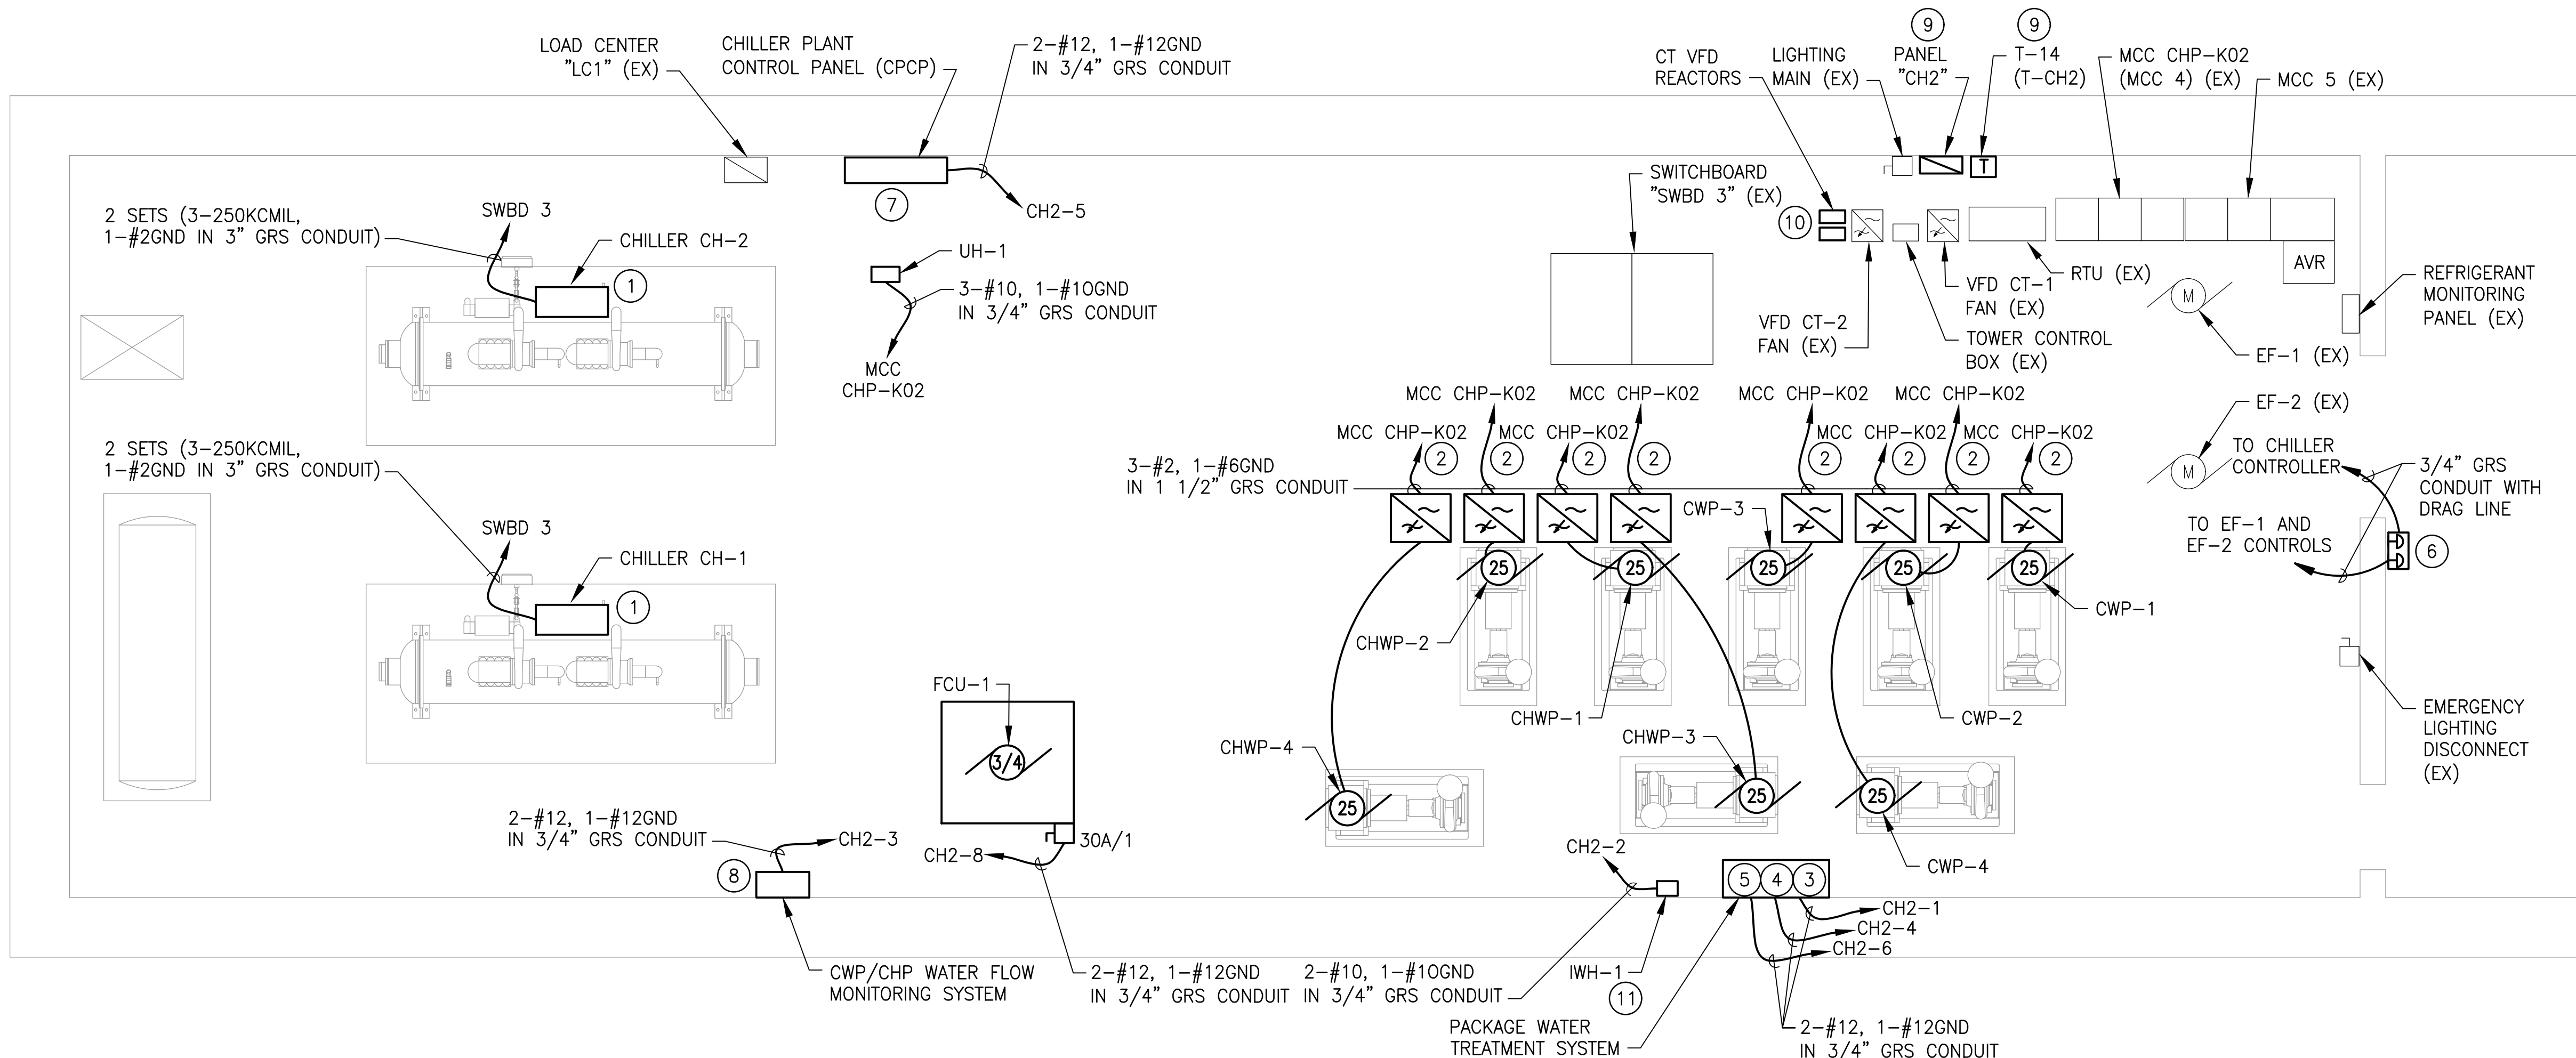 LOAD CENTER
"LC1" (EX)
CHILLER PLANT
CONTROL PANEL (CPCP)
2-#12, 1-#12GND
IN 3/4" GRS CONDUIT
CT VFD
REACTORS
LIGHTING
MAIN (EX)
9
PANEL
"CH2"
9
T-14
(T-CH2)
MCC CHP-K02
(MCC 4) (EX)
MCC 5 (EX)
T
7
CH2-5
SWITCHBOARD
"SWBD 3" (EX)
10
2 SETS (3-250KCMIL,
1-#2GND IN 3" GRS CONDUIT)
SWBD 3
CHILLER CH-2
1
UH-1
3-#10, 1-#10GND
IN 3/4" GRS CONDUIT
MCC
CHP-K02
VFD CT-2
FAN (EX)
VFD CT-1
FAN (EX)
TOWER CONTROL
BOX (EX)
RTU (EX)
AVR
M
EF-1 (EX)
REFRIGERANT
MONITORING
PANEL (EX)
MCC CHP-K02
MCC CHP-K02
MCC CHP-K02
MCC CHP-K02
MCC CHP-K02
MCC CHP-K02
MCC CHP-K02
MCC CHP-K02
2
2
2
2
2
2
2
2
EF-2 (EX)
M
TO CHILLER
CONTROLLER
3/4" GRS
CONDUIT WITH
DRAG LINE
TO EF-1 AND
EF-2 CONTROLS
6
2 SETS (3-250KCMIL,
1-#2GND IN 3" GRS CONDUIT)
SWBD 3
CHILLER CH-1
1
3-#2, 1-#6GND
IN 1 1/2" GRS CONDUIT
CWP-3
25
25
25
25
25
CHWP-2
CWP-1
CHWP-1
CWP-2
EMERGENCY
LIGHTING
DISCONNECT
(EX)
FCU-1
3/4
CHWP-4
CHWP-3
25
25
25
30A/1
CWP-4
2-#12, 1-#12GND
IN 3/4" GRS CONDUIT
CH2-3
CH2-8
8
CH2-2
5
4
3
CH2-1
CH2-4
CH2-6
CWP/CHP WATER FLOW
MONITORING SYSTEM
2-#12, 1-#12GND
IN 3/4" GRS CONDUIT
2-#10, 1-#10GND
IN 3/4" GRS CONDUIT
IWH-1
11
PACKAGE WATER
TREATMENT SYSTEM
2-#12, 1-#12GND
IN 3/4" GRS CONDUIT